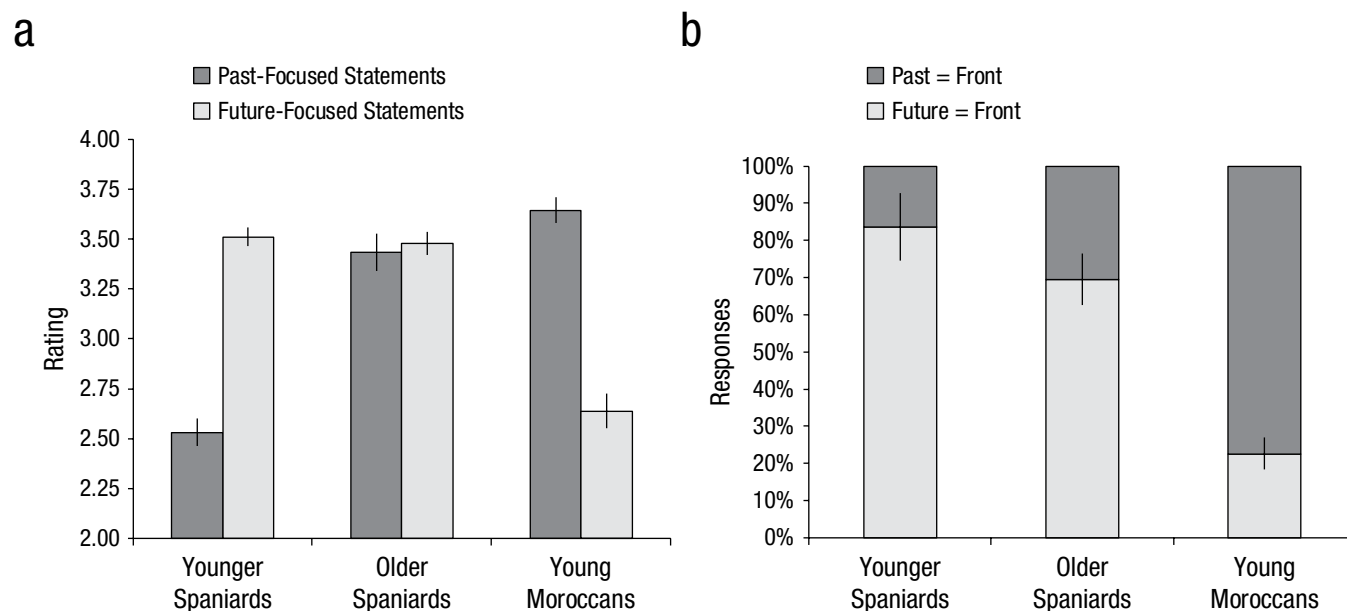 a
Past-Focused Statements
Future-Focused Statements
4.00
3.75
3.50
3.25
3.00
2.75
2.50
2.25
2.00
Rating
Younger
Spaniards
Older
Spaniards
Young
Moroccans
b
Past = Front
Future = Front
100%
90%
80%
70%
60%
50%
40%
30%
20%
10%
0%
Responses
Younger
Spaniards
Older
Spaniards
Young
Moroccans